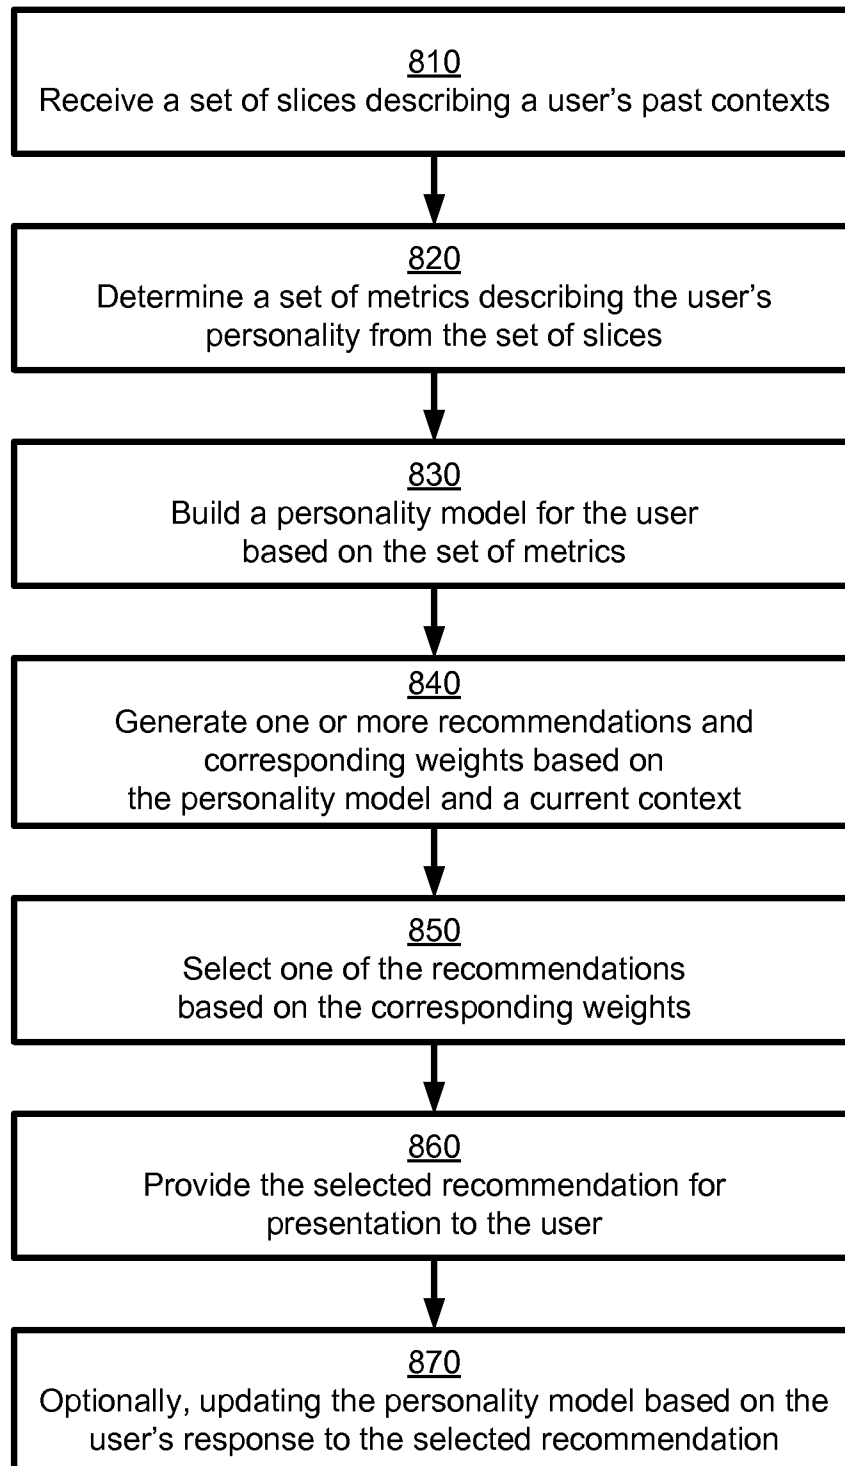 810
Receive a set of slices describing a user’s past contexts
820
Determine a set of metrics describing the user’s
personality from the set of slices
830
Build a personality model for the user
based on the set of metrics
840
Generate one or more recommendations and
corresponding weights based on
the personality model and a current context
850
Select one of the recommendations
based on the corresponding weights
860
Provide the selected recommendation for
presentation to the user
870
Optionally, updating the personality model based on the
user’s response to the selected recommendation